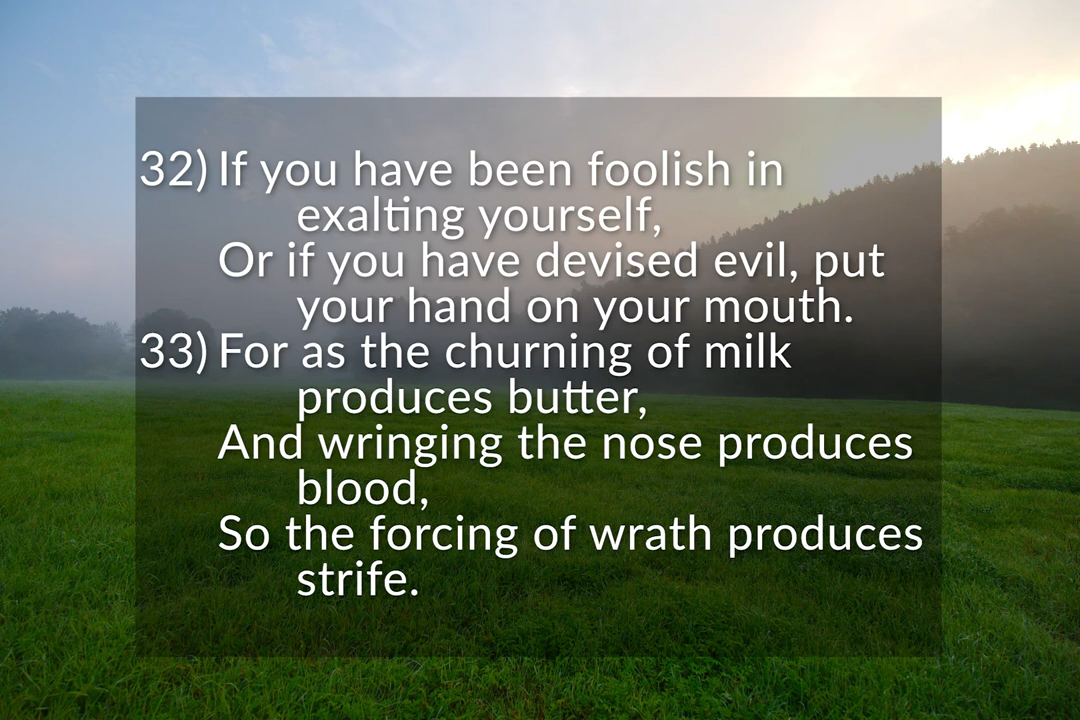 32) If you have been foolish in
exalting yourself,
Or if you have devised evil, put
your hand on your mouth.
33) For as the churning of milk
produces butter,
And wringing the nose produces
blood,
So the forcing of wrath produces
strife.